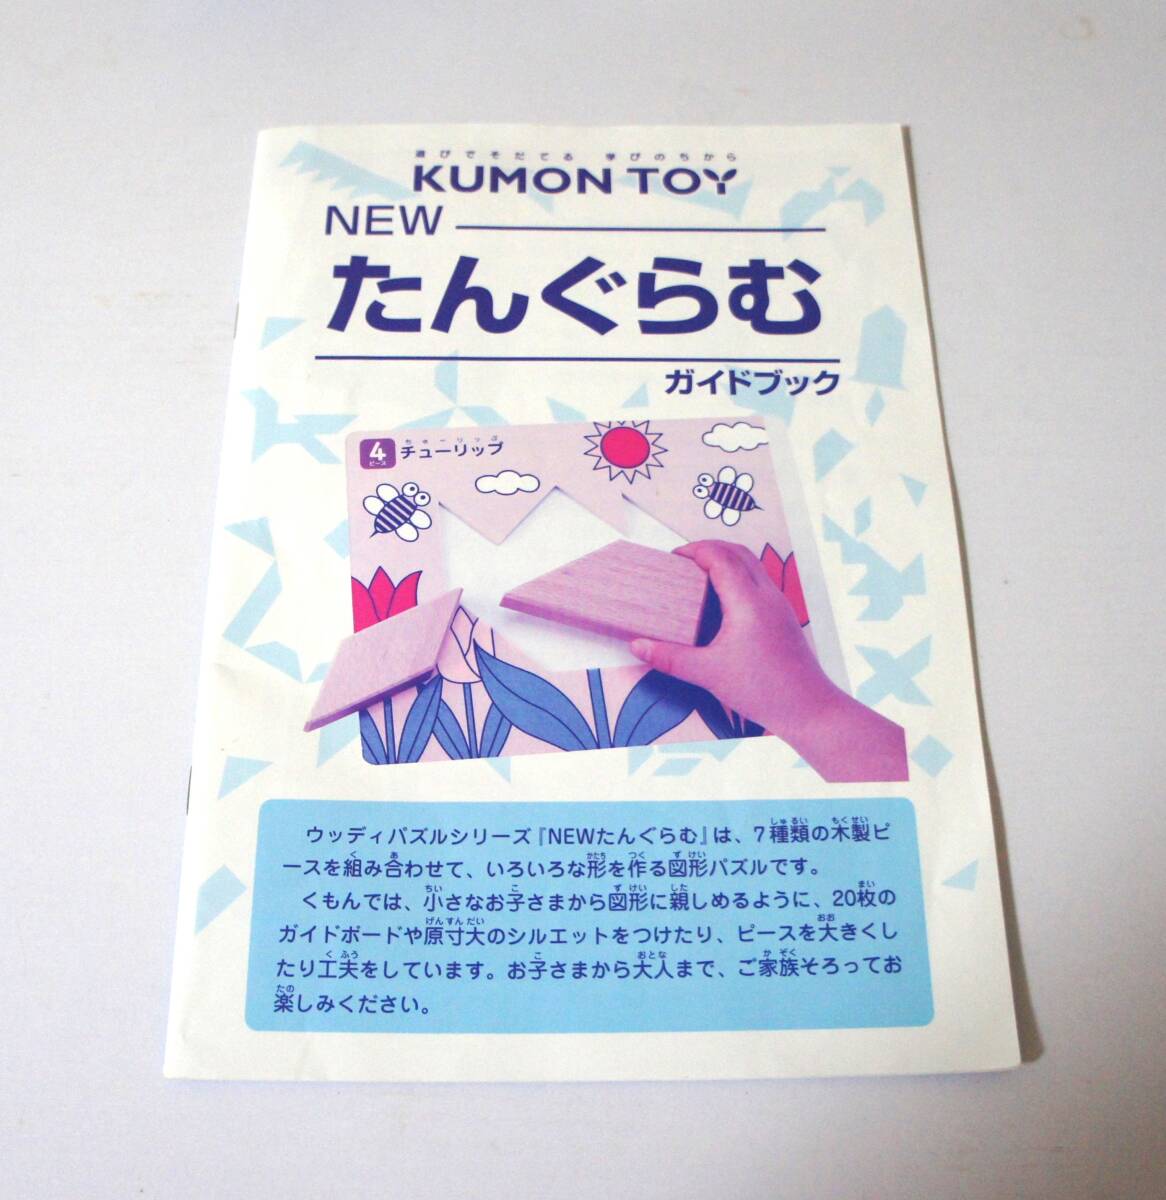 遊びでそだてる 学びのちから
KUMON TOY
NEW
たんぐらむ
ガイドブック
4
ピース
ちゅーりっぷ
チューリップ
ウッディパズルシリーズ『NEWたんぐらむ』は、7種類の木製ピ
ースを組み合わせて、いろいろな形を作る図形パズルです。
くもんでは、小さなお子さまから図形に親しめるように、20枚の
ガイドボードや原寸大のシルエットをつけたり、ピースを大きくし
たり工夫をしています。お子さまから大人まで、ご家族そろってお
楽しみください。